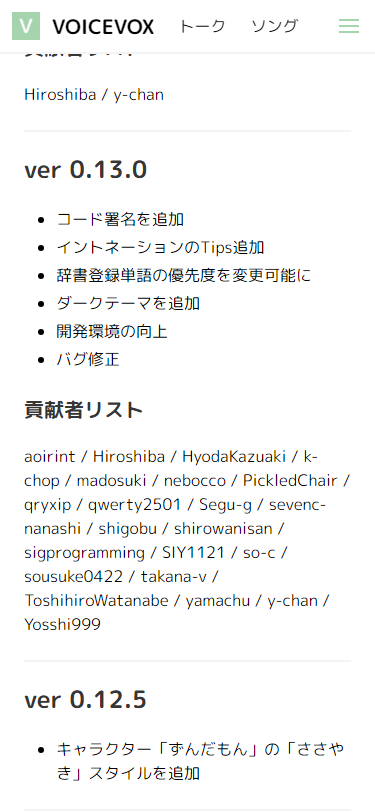 V VOICEVOX トーク ソング
貢献者リスト
Hiroshiba / y-chan
ver 0.13.0
コード署名を追加
イントネーションのTips追加
辞書登録単語の優先度を変更可能に
ダークテーマを追加
開発環境の向上
バグ修正
貢献者リスト
aoirint / Hiroshiba / HyodaKazuaki / k-
chop / madosuki / nebocco / PickledChair /
qryxip / qwerty2501 / Segu-g / sevenc-
nanashi / shigobu / shirowanisan /
sigprogramming / SIY1121 / so-c /
sousuke0422 / takana-v /
ToshihiroWatanabe / yamachu / y-chan /
Yosshi999
ver 0.12.5
キャラクター「ずんだもん」の「ささや
き」スタイルを追加